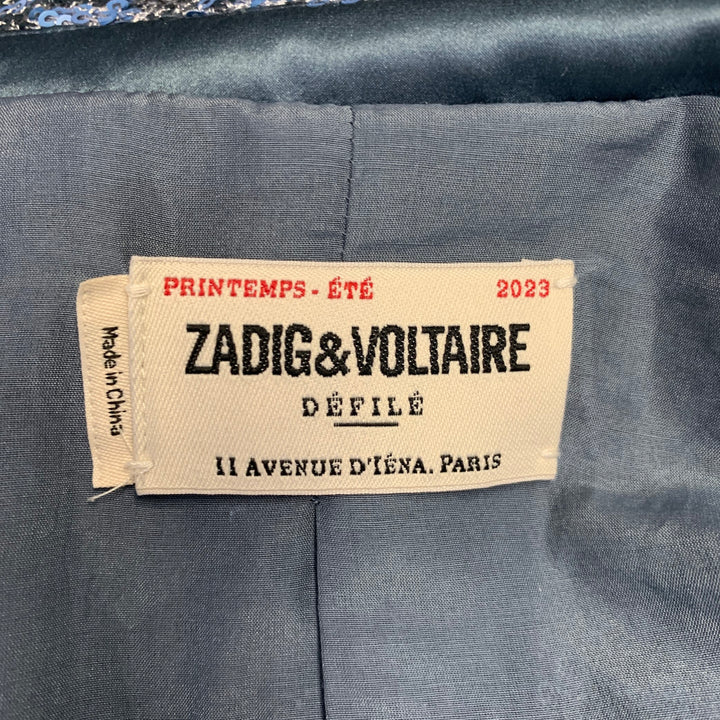 PRINTEMPS - ÉTÉ 2023
ZADIG&VOLTAIRE
DÉFILÉ
11 AVENUE D'IÉNA. PARIS
Made in China